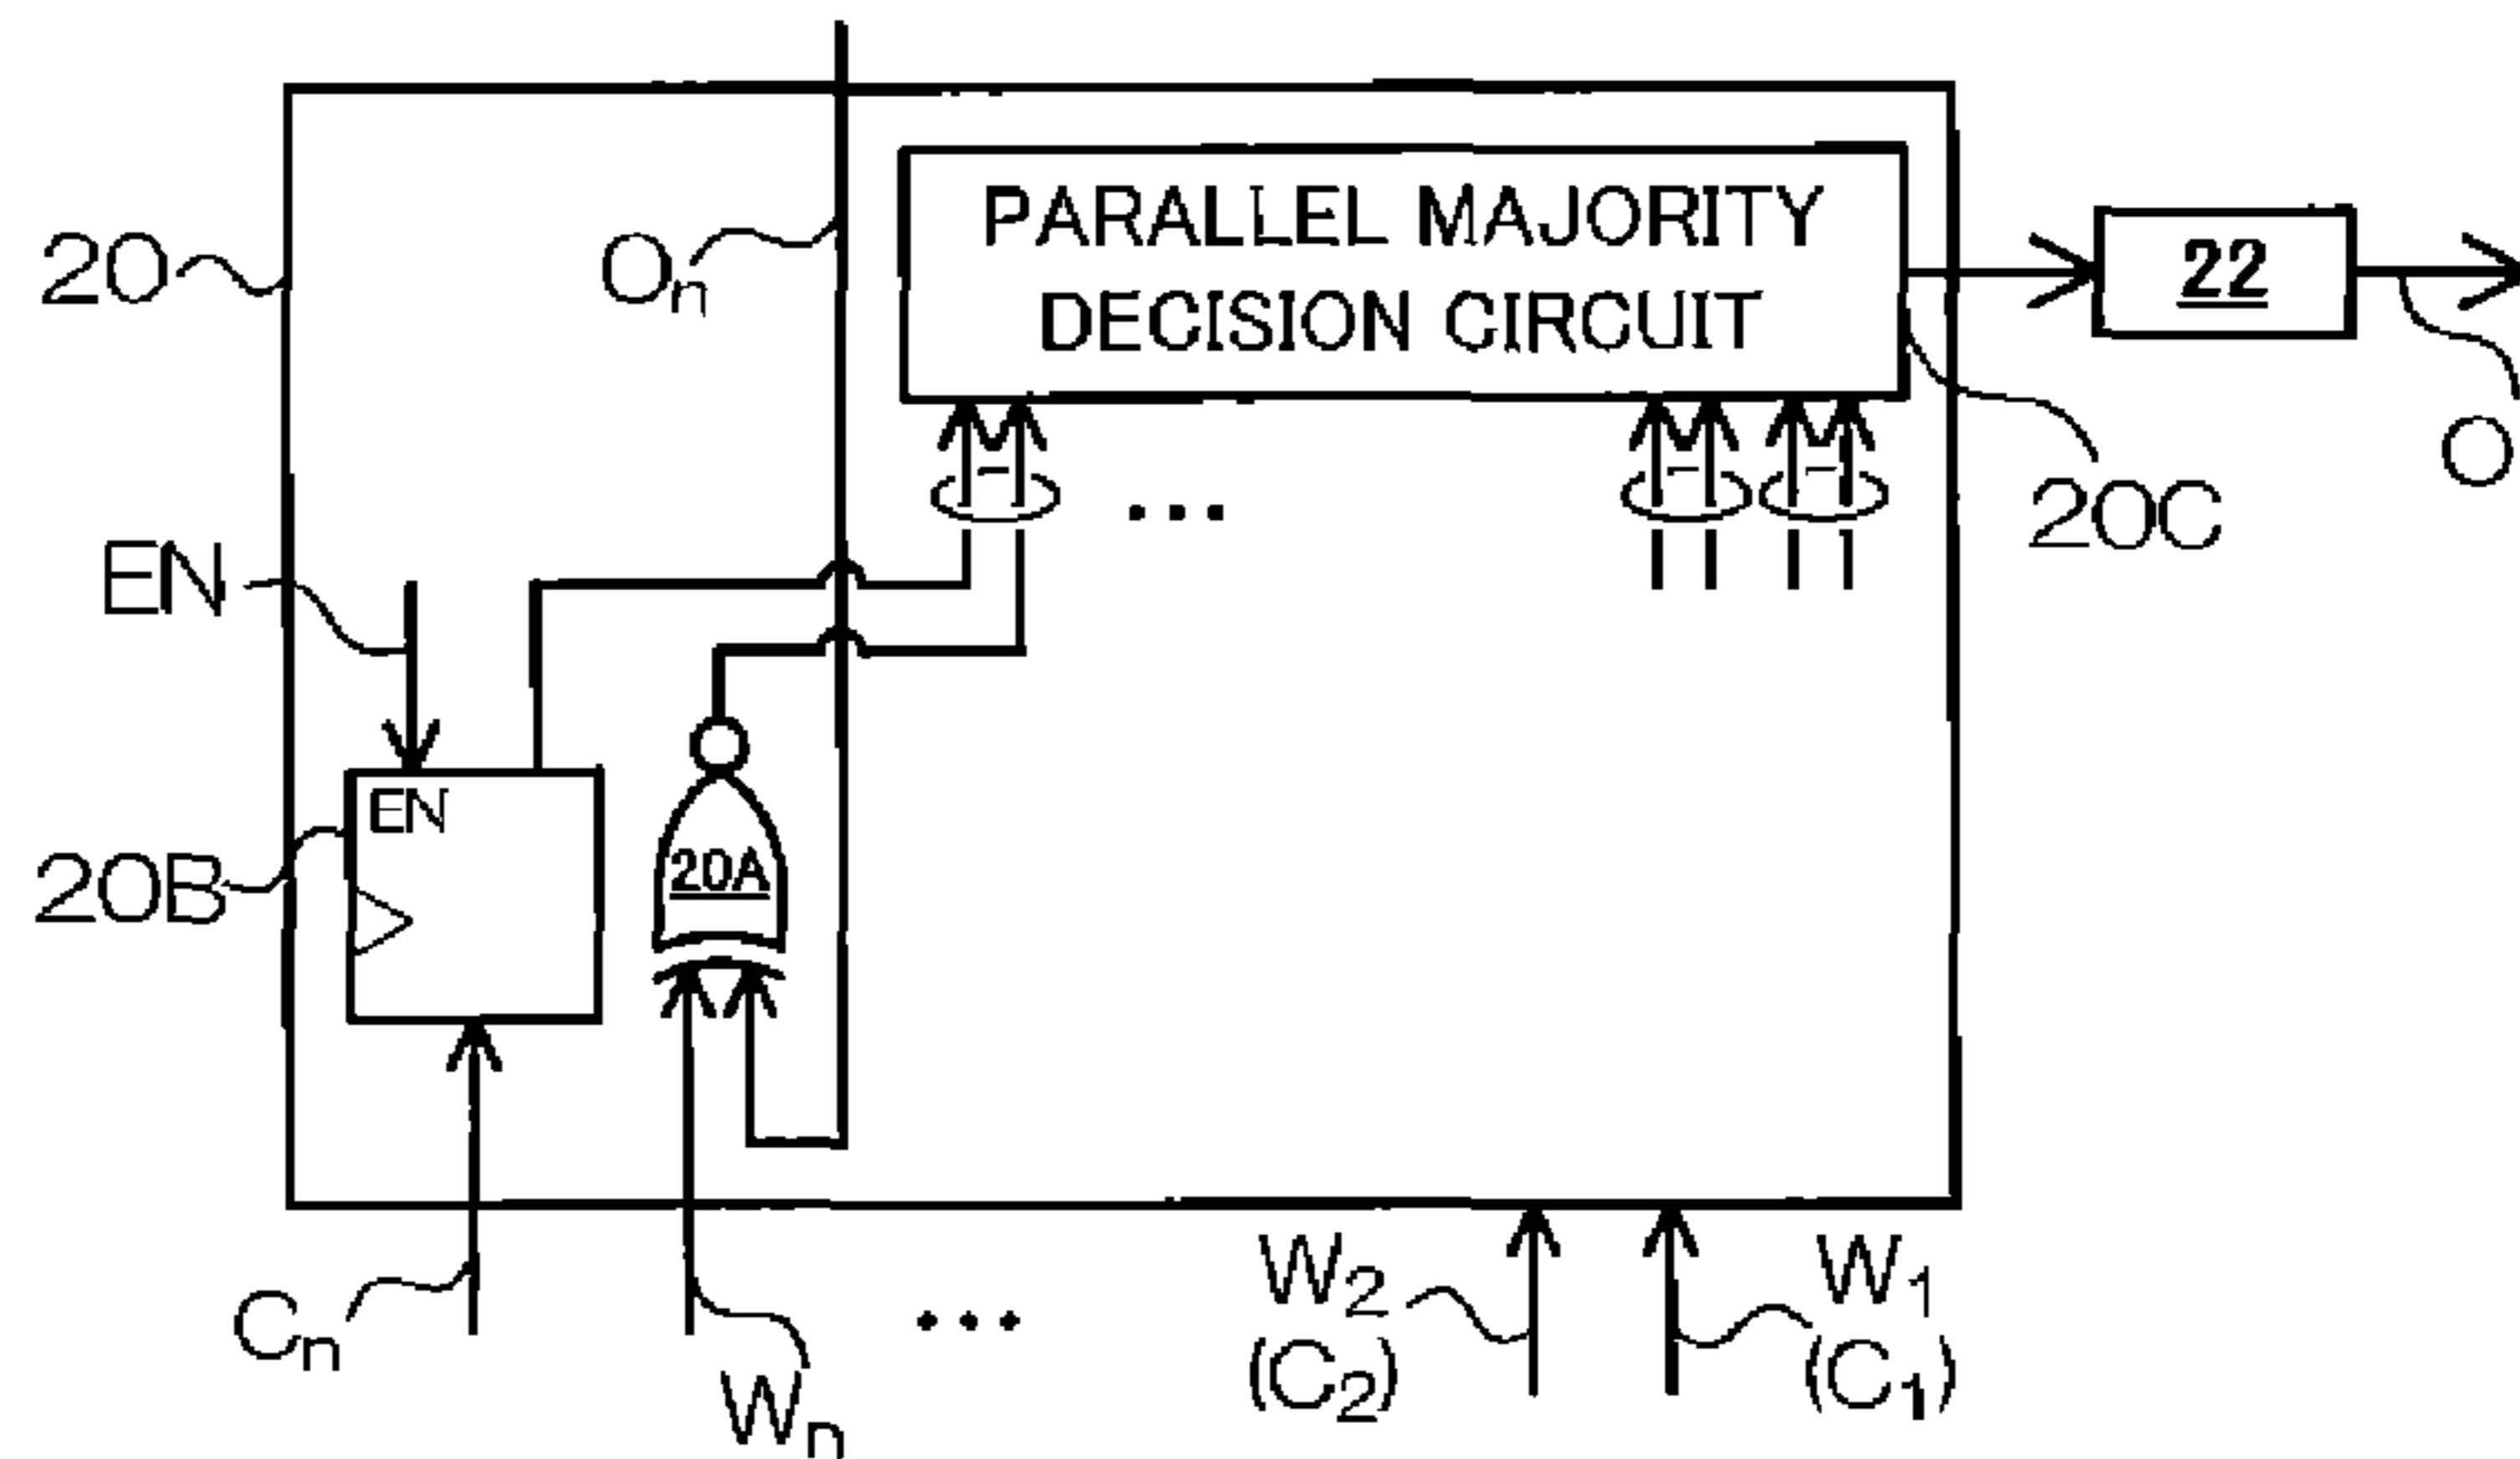 20
On
PARALLEL MAJORITY
DECISION CIRCUIT
22
O
20C
EN
EN
20B
20A
...
Cn
Wn
...
W2
(C2)
W1
(C1)